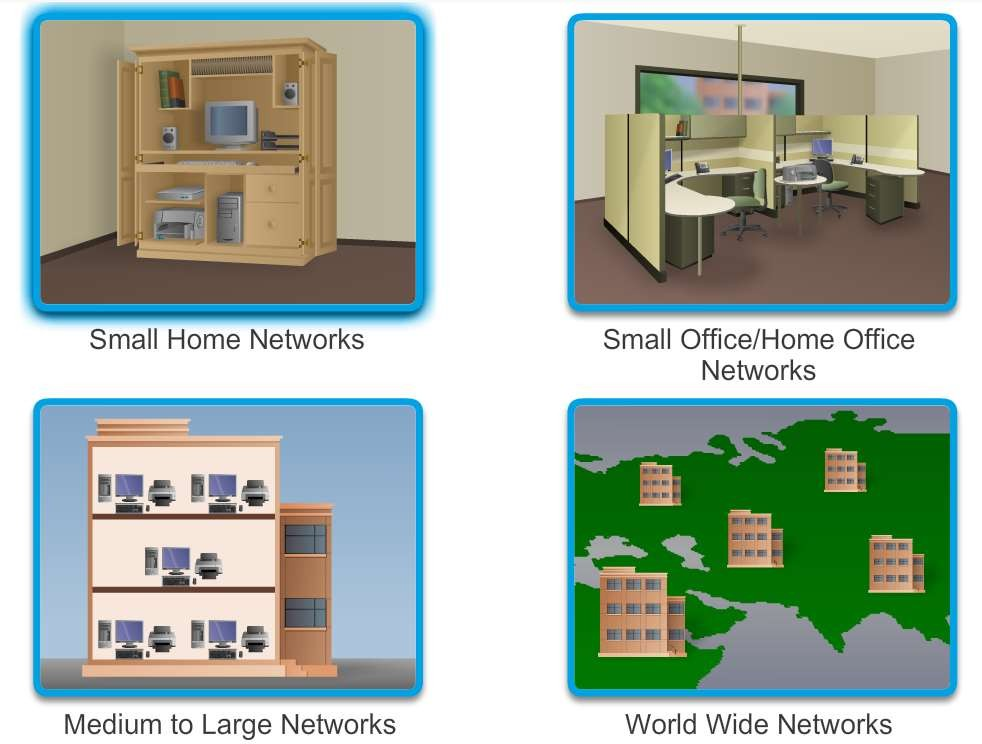 Small Home Networks
Small Office/Home Office
Networks
Medium to Large Networks
World Wide Networks